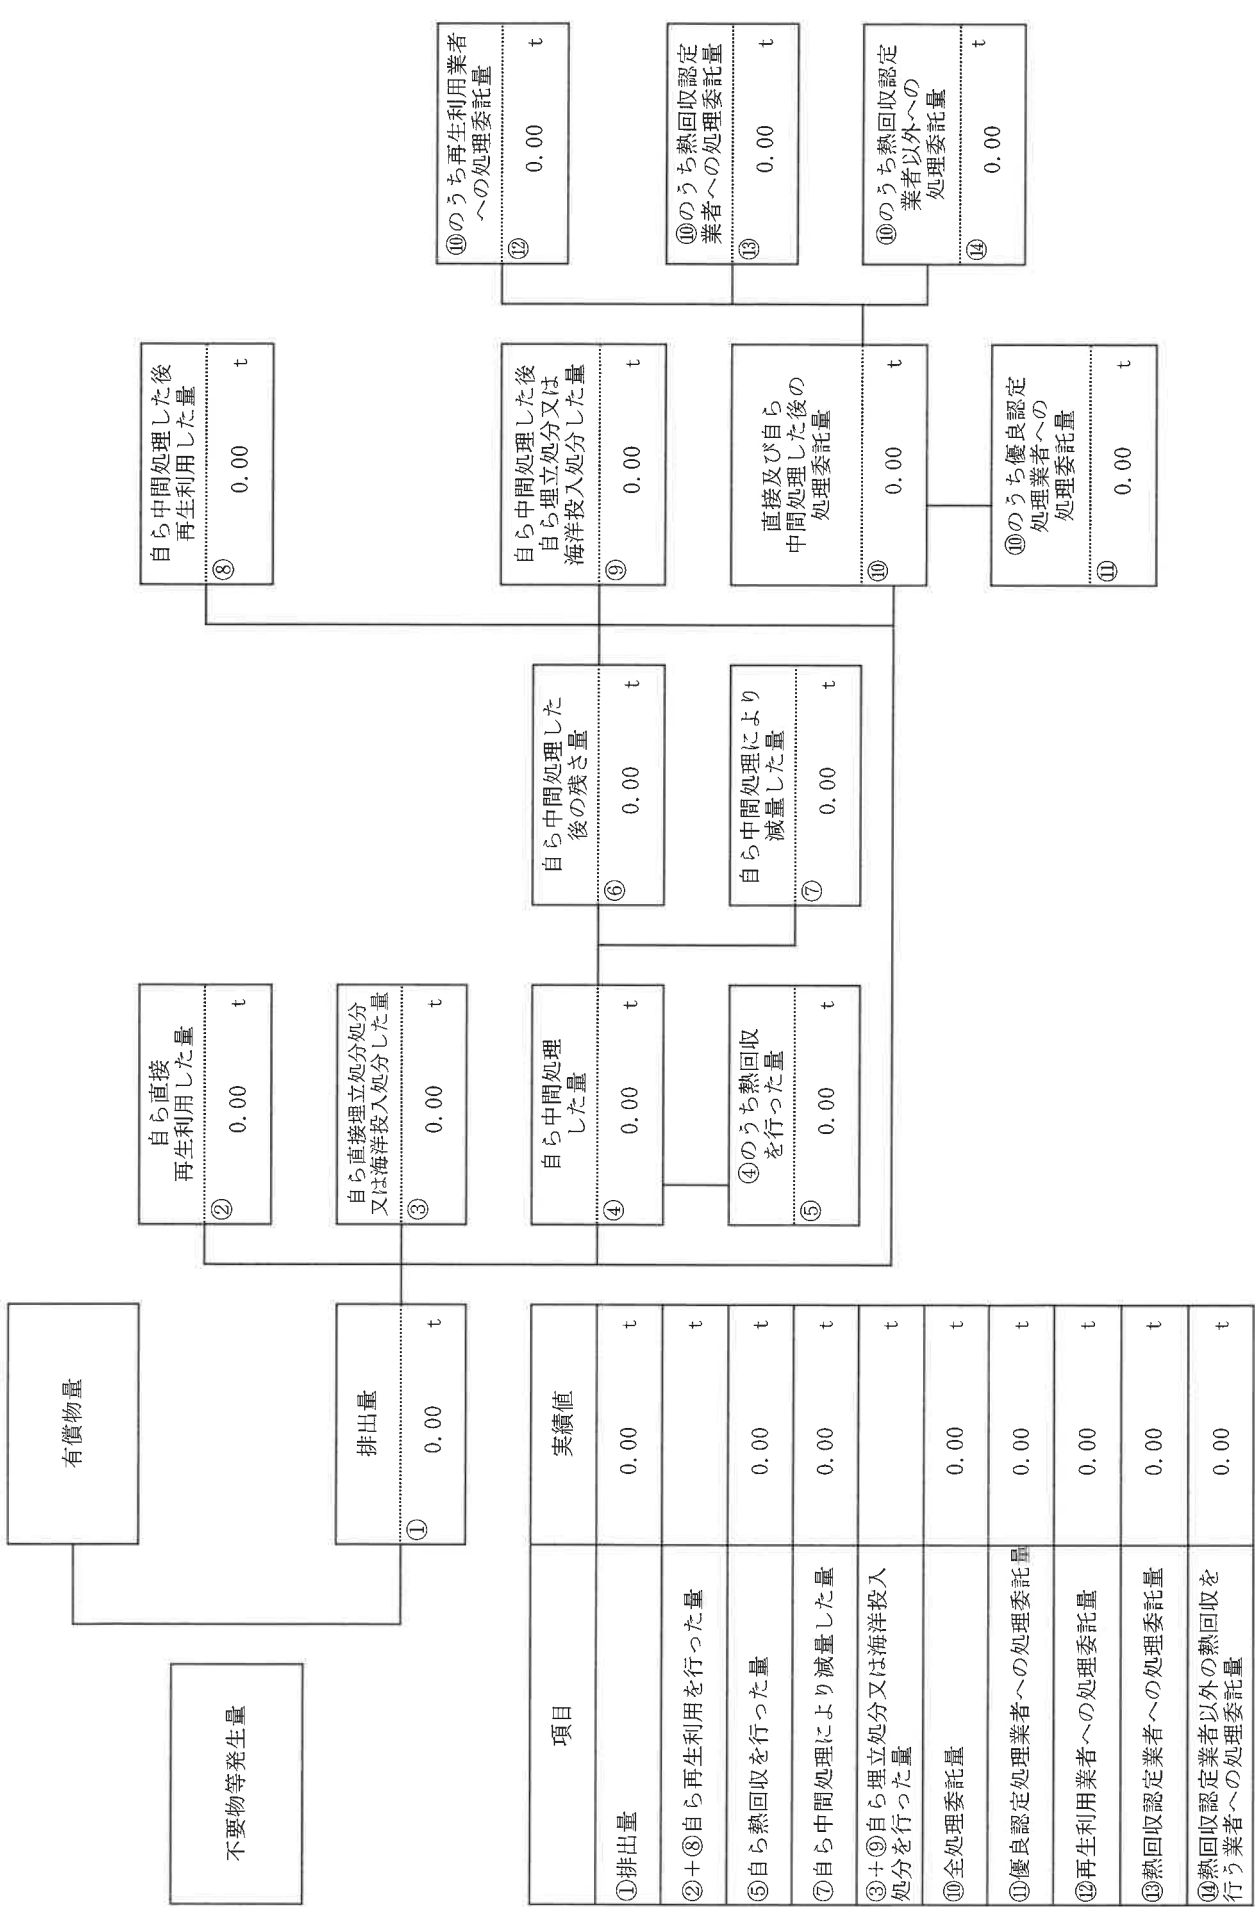 不要物等発生量
有償物量
排出量
① 0.00 t
自ら直接
再生利用した量
② 0.00 t
自ら直接埋立処分処分
又は海洋投入処分した量
③ 0.00 t
自ら中間処理
した量
④ 0.00 t
④のうち熱回収
を行った量
⑤ 0.00 t
自ら中間処理した
後の残さ量
⑥ 0.00 t
自ら中間処理により
減量した量
⑦ 0.00 t
自ら中間処理した後
再生利用した量
⑧ 0.00 t
自ら中間処理した後
自ら埋立処分又は
海洋投入処分した量
⑨ 0.00 t
直接及び自ら
中間処理した後の
処理委託量
⑩ 0.00 t
⑩のうち優良認定
処理業者への
処理委託量
⑪ 0.00 t
⑩のうち再生利用業者
への処理委託量
⑫ 0.00 t
⑩のうち熱回収認定
業者への処理委託量
⑬ 0.00 t
⑩のうち熱回収認定
業者以外への
処理委託量
⑭ 0.00 t
項目 実績値
①排出量 0.00 t
②+⑧自ら再生利用を行った量 t
⑤自ら熱回収を行った量 0.00 t
⑦自ら中間処理により減量した量 0.00 t
③+⑨自ら埋立処分又は海洋投入 t
処分を行った量
⑩全処理委託量 0.00 t
⑪優良認定処理業者への処理委託量 0.00 t
⑫再生利用業者への処理委託量 0.00 t
⑬熱回収認定業者への処理委託量 0.00 t
⑭熱回収認定業者以外の熱回収を 0.00 t
行う業者への処理委託量